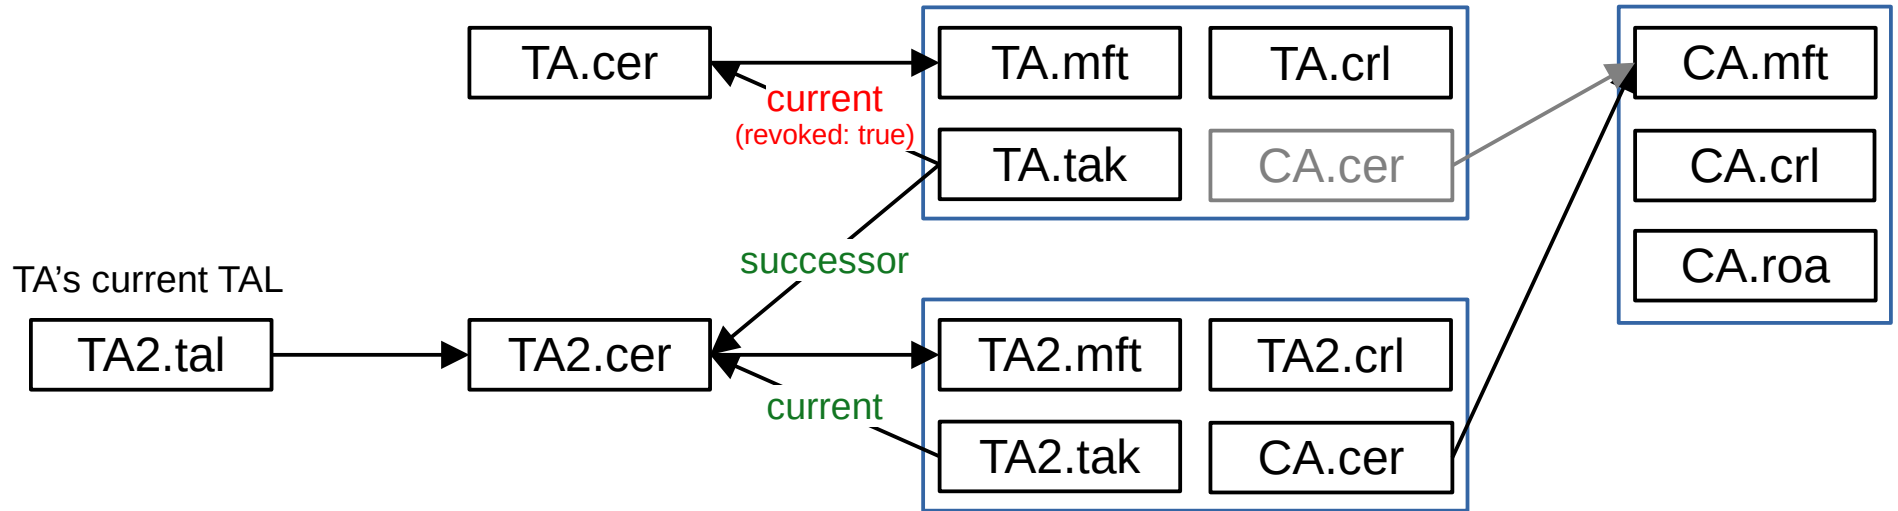 TA.cer
TA.mft
TA.crl
CA.mft
current
(revoked: true)
TA.tak
CA.cer
CA.crl
successor
CA.roa
TA’s current TAL
TA2.tal
TA2.cer
TA2.mft
TA2.crl
current
TA2.tak
CA.cer